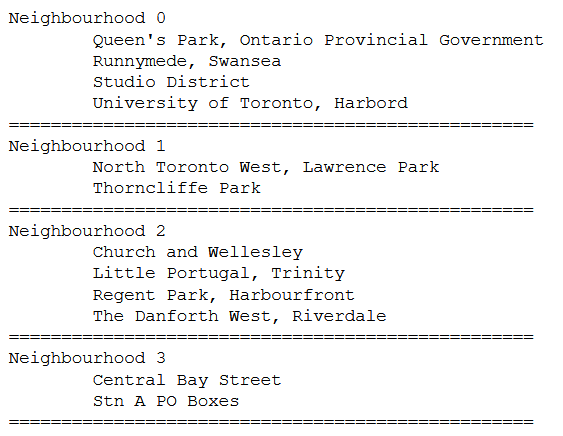 Neighbourhood 0
Queen's Park, Ontario Provincial Government
Runnymede, Swansea
Studio District
University of Toronto, Harbord
==================================================
Neighbourhood 1
North Toronto West, Lawrence Park
Thorncliffe Park
==================================================
Neighbourhood 2
Church and Wellesley
Little Portugal, Trinity
Regent Park, Harbourfront
The Danforth West, Riverdale
==================================================
Neighbourhood 3
Central Bay Street
Stn A PO Boxes
==================================================